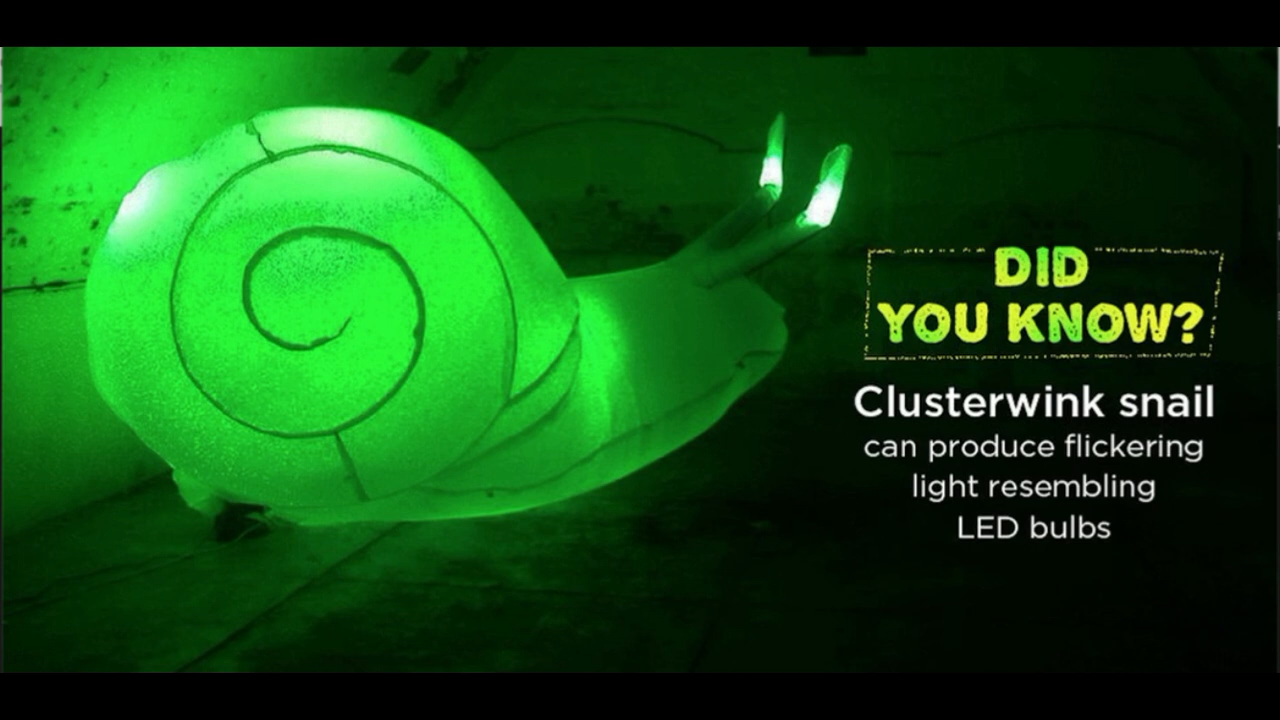 DID
YOU KNOW?
Clusterwink snail
can produce flickering
light resembling
LED bulbs